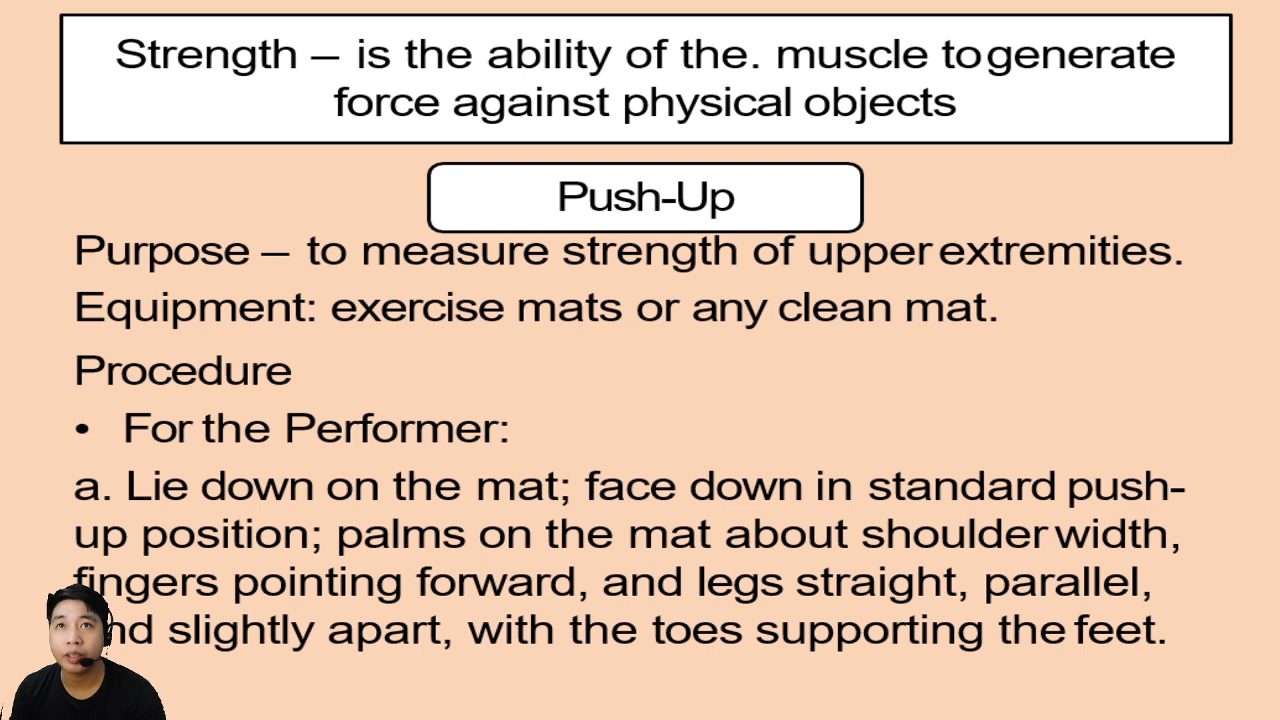 Strength – is the ability of the. muscle to generate
force against physical objects
Push-Up
Purpose – to measure strength of upper extremities.
Equipment: exercise mats or any clean mat.
Procedure
• For the Performer:
a. Lie down on the mat; face down in standard push-
up position; palms on the mat about shoulder width,
fingers pointing forward, and legs straight, parallel,
and slightly apart, with the toes supporting the feet.